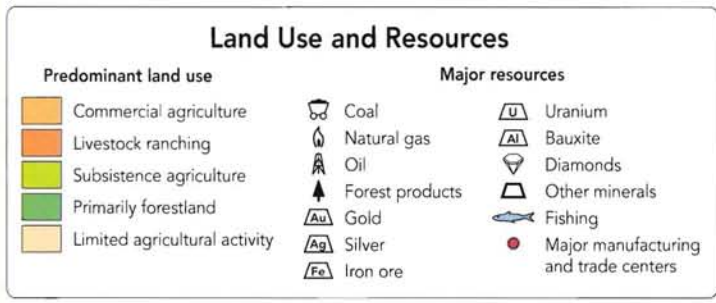 Land Use and Resources
Predominant land use
Commercial agriculture
Livestock ranching
Subsistence agriculture
Primarily forestland
Limited agricultural activity
Major resources
Coal
Natural gas
Oil
Forest products
Au Gold
Ag Silver
Fe Iron ore
U Uranium
Al Bauxite
Diamonds
Other minerals
Fishing
Major manufacturing
and trade centers